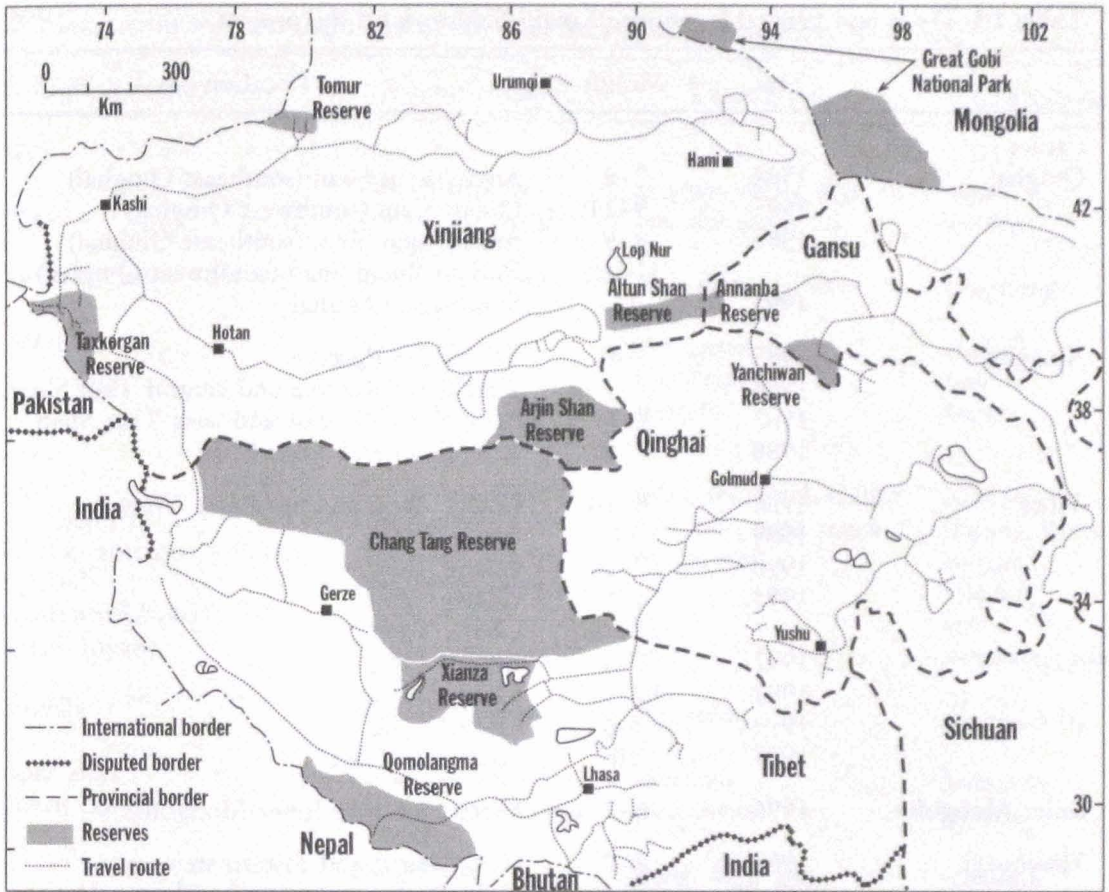 74 78 82 86 90 94 98 102
0 300
Km
Tomur
Reserve
Urumqi
Great Gobi
National Park
Mongolia
Hami
42
Kashi
Xinjiang
Gansu
Lop Nur
Altun Shan
Reserve
Annanba
Reserve
Hotan
Taxkorgan
Reserve
Yanchiwan
Reserve
38
Pakistan
Arjin Shan
Reserve
Qinghai
Golmud
India
Chang Tang Reserve
Gerze
34
Yushu
Xianza
Reserve
Sichuan
International border
Disputed border
Provincial border
Reserves
Travel route
Qomolangma
Reserve
Lhasa
Tibet
30
Nepal
Bhutan
India